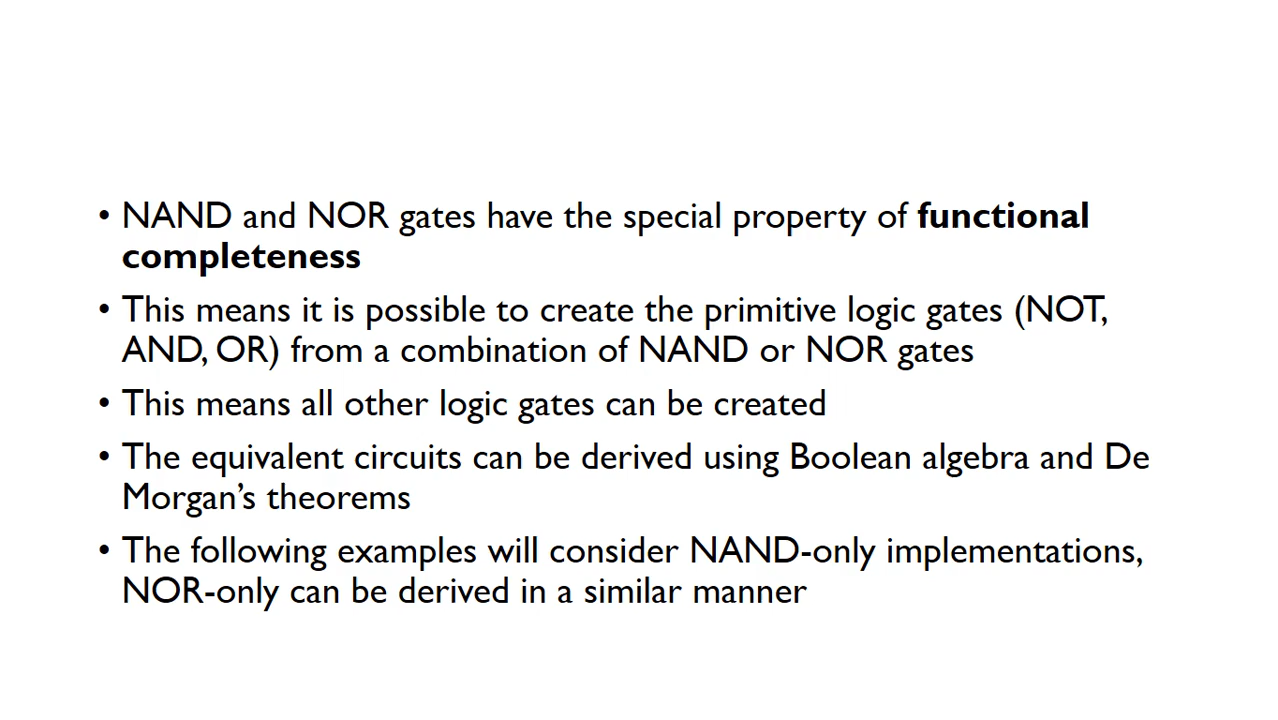 • NAND and NOR gates have the special property of functional
completeness
• This means it is possible to create the primitive logic gates (NOT,
AND, OR) from a combination of NAND or NOR gates
• This means all other logic gates can be created
• The equivalent circuits can be derived using Boolean algebra and De
Morgan’s theorems
• The following examples will consider NAND-only implementations,
NOR-only can be derived in a similar manner